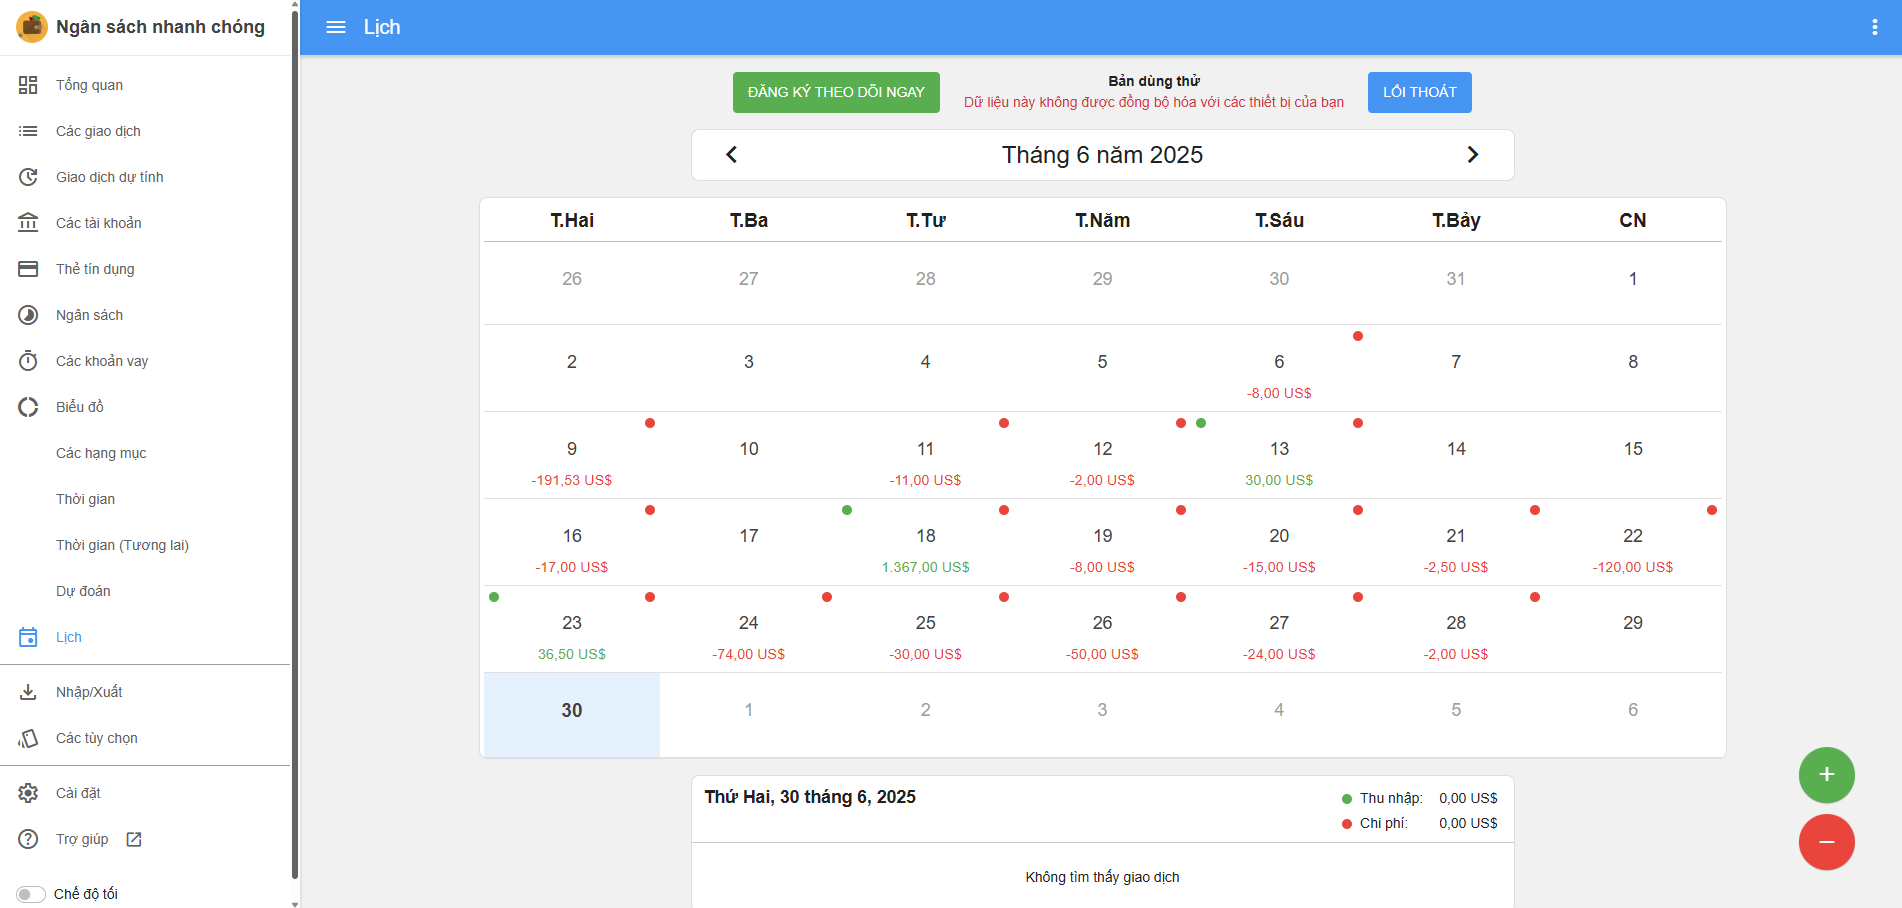 Ngân sách nhanh chóng
Tổng quan
Các giao dịch
Giao dịch dự tính
Các tài khoản
Thẻ tín dụng
Ngân sách
Các khoản vay
Biểu đồ
Các hạng mục
Thời gian
Thời gian (Tương lai)
Dự đoán
Lịch
Nhập/Xuất
Các tùy chọn
Cài đặt
Trợ giúp
Chế độ tối
Lịch
ĐĂNG KÝ THEO DÕI NGAY
Bản dùng thử
Dữ liệu này không được đồng bộ hóa với các thiết bị của bạn
LỐI THOÁT
Tháng 6 năm 2025
T.Hai T.Ba T.Tư T.Năm T.Sáu T.Bảy CN
26 27 28 29 30 31 1
2 3 4 5 6 7 8
-8,00 US$
9 10 11 12 13 14 15
-191,53 US$ -11,00 US$ -2,00 US$ 30,00 US$
16 17 18 19 20 21 22
-17,00 US$ 1.367,00 US$ -8,00 US$ -15,00 US$ -2,50 US$ -120,00 US$
23 24 25 26 27 28 29
36,50 US$ -74,00 US$ -30,00 US$ -50,00 US$ -24,00 US$ -2,00 US$
30 1 2 3 4 5 6
Thứ Hai, 30 tháng 6, 2025
Thu nhập: 0,00 US$
Chi phí: 0,00 US$
Không tìm thấy giao dịch